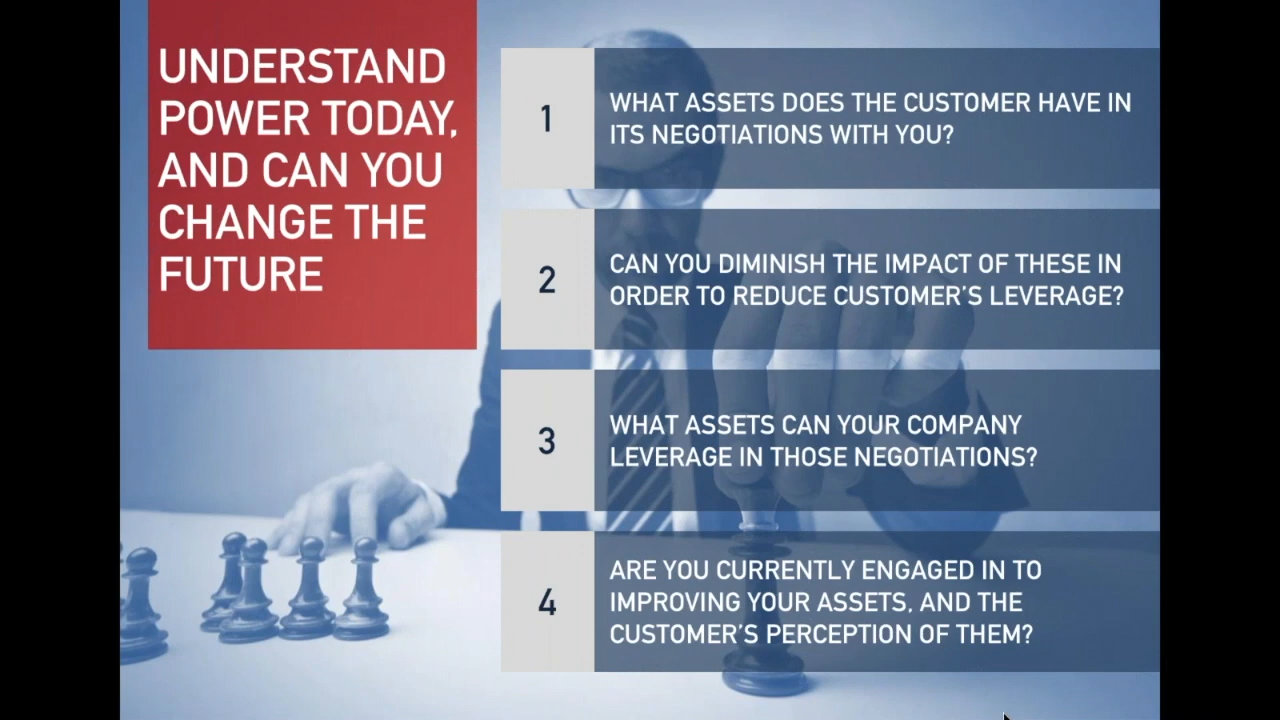 UNDERSTAND
POWER TODAY,
AND CAN YOU
CHANGE THE
FUTURE
1
WHAT ASSETS DOES THE CUSTOMER HAVE IN
ITS NEGOTIATIONS WITH YOU?
2
CAN YOU DIMINISH THE IMPACT OF THESE IN
ORDER TO REDUCE CUSTOMER'S LEVERAGE?
3
WHAT ASSETS CAN YOUR COMPANY
LEVERAGE IN THOSE NEGOTIATIONS?
4
ARE YOU CURRENTLY ENGAGED IN TO
IMPROVING YOUR ASSETS, AND THE
CUSTOMER'S PERCEPTION OF THEM?